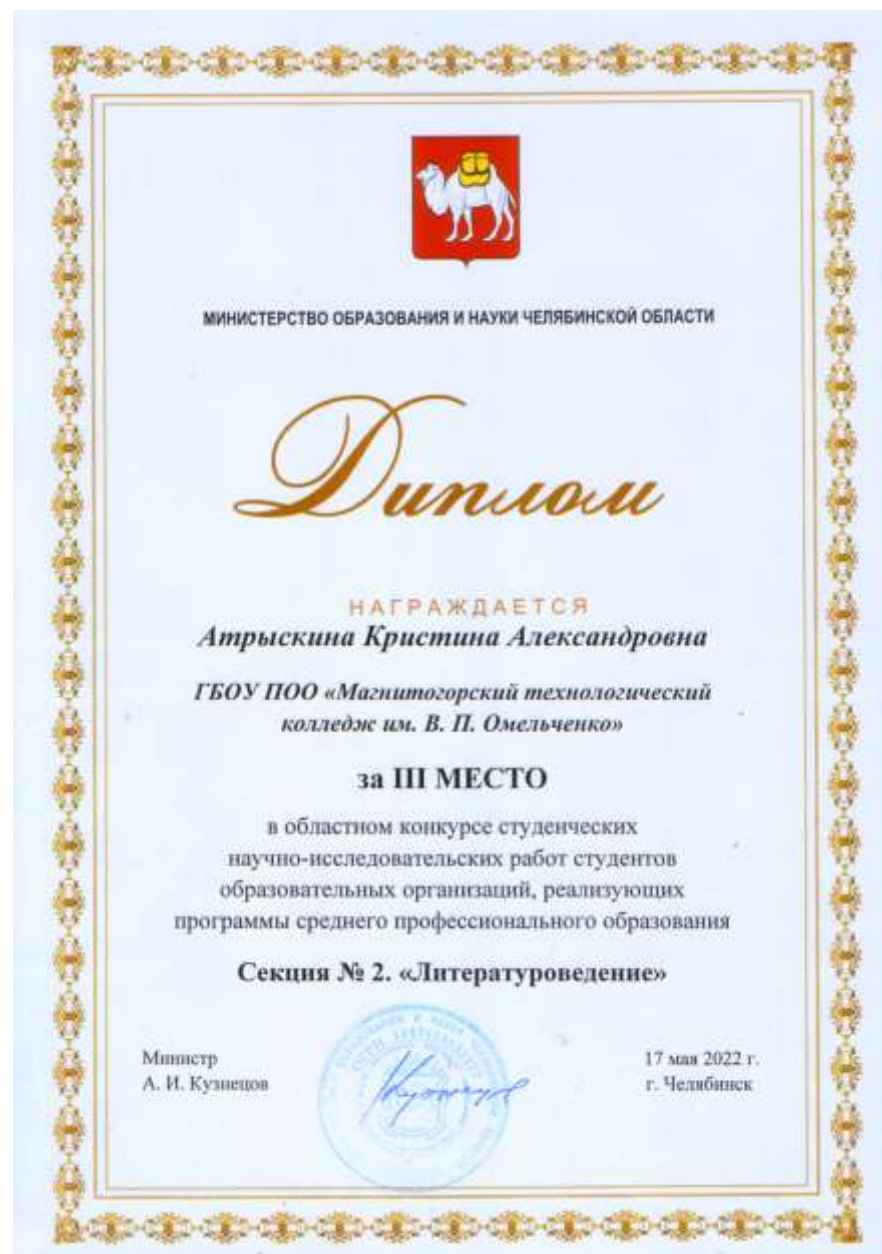 МИНИСТЕРСТВО ОБРАЗОВАНИЯ И НАУКИ ЧЕЛЯБИНСКОЙ ОБЛАСТИ
Диплом
НАГРАЖДАЕТСЯ
Атрыскина Кристина Александровна
ГБОУ ПОО «Магнитогорский технологический
колледж им. В. П. Омельченко»
за III МЕСТО
в областном конкурсе студенческих
научно-исследовательских работ студентов
образовательных организаций, реализующих
программы среднего профессионального образования
Секция № 2. «Литературоведение»
Министр
А. И. Кузнецов
17 мая 2022 г.
г. Челябинск